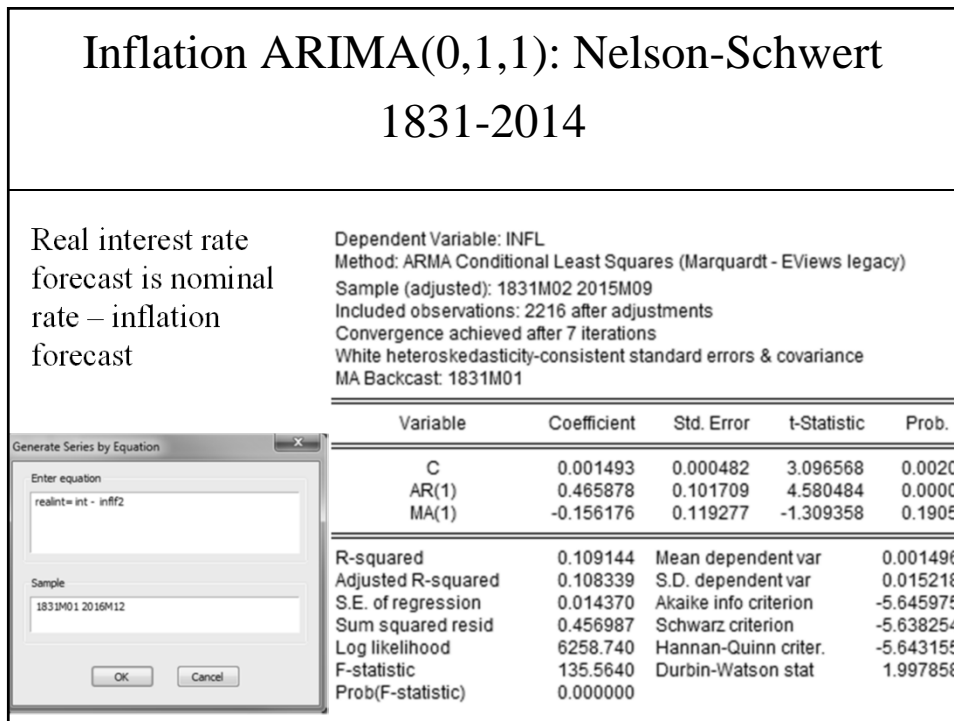 Inflation ARIMA(0,1,1): Nelson-Schwert
1831-2014
Real interest rate
forecast is nominal
rate – inflation
forecast
Dependent Variable: INFL
Method: ARMA Conditional Least Squares (Marquardt - EViews legacy)
Sample (adjusted): 1831M02 2015M09
Included observations: 2216 after adjustments
Convergence achieved after 7 iterations
White heteroskedasticity-consistent standard errors & covariance
MA Backcast: 1831M01
Variable Coefficient Std. Error t-Statistic Prob.
C 0.001493 0.000482 3.096568 0.0020
AR(1) 0.465878 0.101709 4.580484 0.0000
MA(1) -0.156176 0.119277 -1.309358 0.1905
R-squared 0.109144 Mean dependent var 0.001496
Adjusted R-squared 0.108339 S.D. dependent var 0.015218
S.E. of regression 0.014370 Akaike info criterion -5.645975
Sum squared resid 0.456987 Schwarz criterion -5.638254
Log likelihood 6258.740 Hannan-Quinn criter. -5.643155
F-statistic 135.5640 Durbin-Watson stat 1.997858
Prob(F-statistic) 0.000000
Generate Series by Equation
Enter equation
realint= int - inflf2
Sample
1831M01 2016M12
OK Cancel